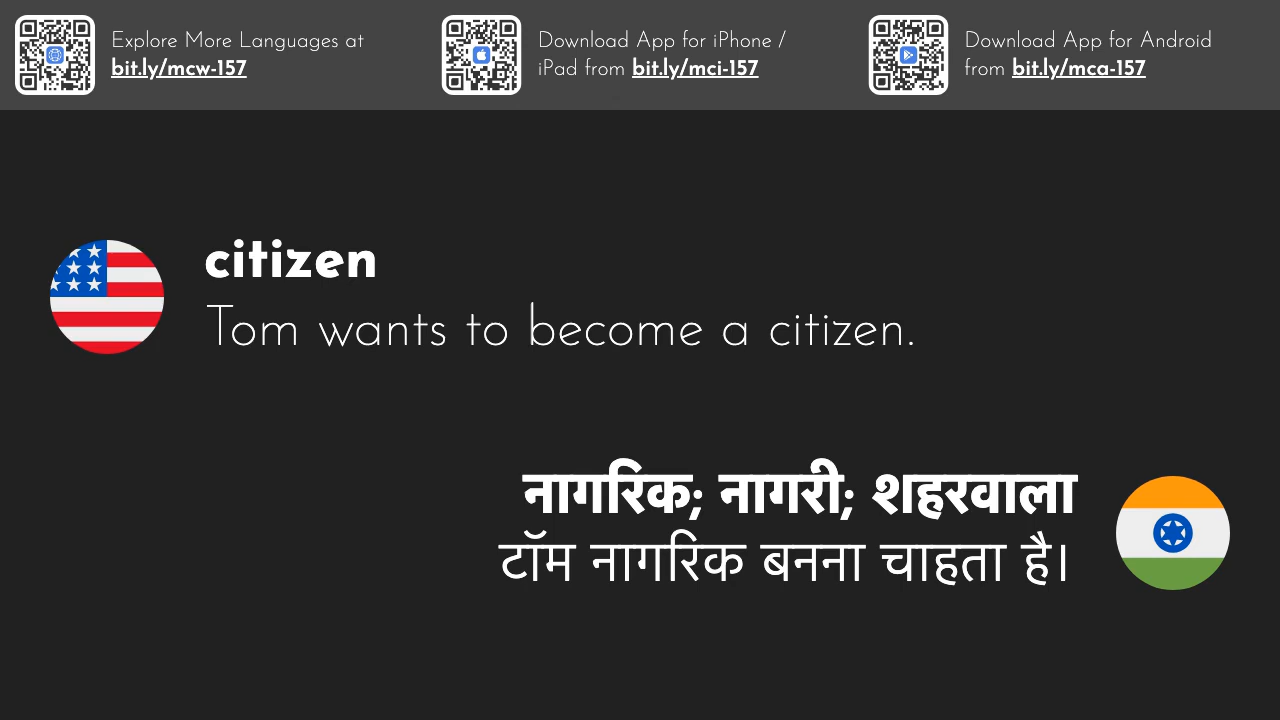 Explore More Languages at
bit.ly/mcw-157
Download App for iPhone /
iPad from bit.ly/mci-157
Download App for Android
from bit.ly/mca-157
citizen
Tom wants to become a citizen.
नागरिक; नागरी; शहरवाला
टॉम नागरिक बनना चाहता है।